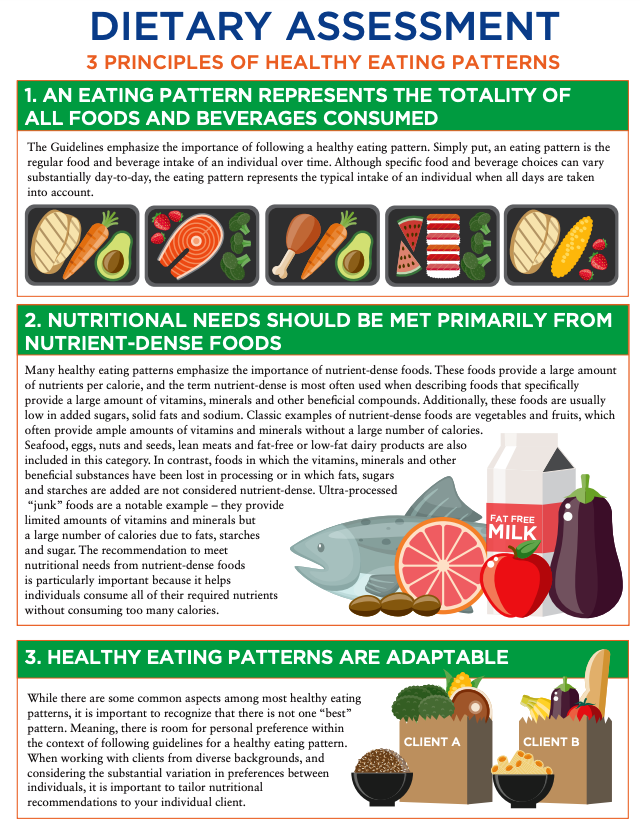 DIETARY ASSESSMENT
3 PRINCIPLES OF HEALTHY EATING PATTERNS
1. AN EATING PATTERN REPRESENTS THE TOTALITY OF
ALL FOODS AND BEVERAGES CONSUMED
The Guidelines emphasize the importance of following a healthy eating pattern. Simply put, an eating pattern is the
regular food and beverage intake of an individual over time. Although specific food and beverage choices can vary
substantially day-to-day, the eating pattern represents the typical intake of an individual when all days are taken
into account.
2. NUTRITIONAL NEEDS SHOULD BE MET PRIMARILY FROM
NUTRIENT-DENSE FOODS
Many healthy eating patterns emphasize the importance of nutrient-dense foods. These foods provide a large amount
of nutrients per calorie, and the term nutrient-dense is most often used when describing foods that specifically
provide a large amount of vitamins, minerals and other beneficial compounds. Additionally, these foods are usually
low in added sugars, solid fats and sodium. Classic examples of nutrient-dense foods are vegetables and fruits, which
often provide ample amounts of vitamins and minerals without a large number of calories.
Seafood, eggs, nuts and seeds, lean meats and fat-free or low-fat dairy products are also
included in this category. In contrast, foods in which the vitamins, minerals and other
beneficial substances have been lost in processing or in which fats, sugars
and starches are added are not considered nutrient-dense. Ultra-processed
"junk" foods are a notable example – they provide
limited amounts of vitamins and minerals but
a large number of calories due to fats, starches
and sugar. The recommendation to meet
nutritional needs from nutrient-dense foods
is particularly important because it helps
individuals consume all of their required nutrients
without consuming too many calories.
FAT FREE
MILK
3. HEALTHY EATING PATTERNS ARE ADAPTABLE
While there are some common aspects among most healthy eating
patterns, it is important to recognize that there is not one "best"
pattern. Meaning, there is room for personal preference within
the context of following guidelines for a healthy eating pattern.
When working with clients from diverse backgrounds, and
considering the substantial variation in preferences between
individuals, it is important to tailor nutritional
recommendations to your individual client.
CLIENT A
CLIENT B